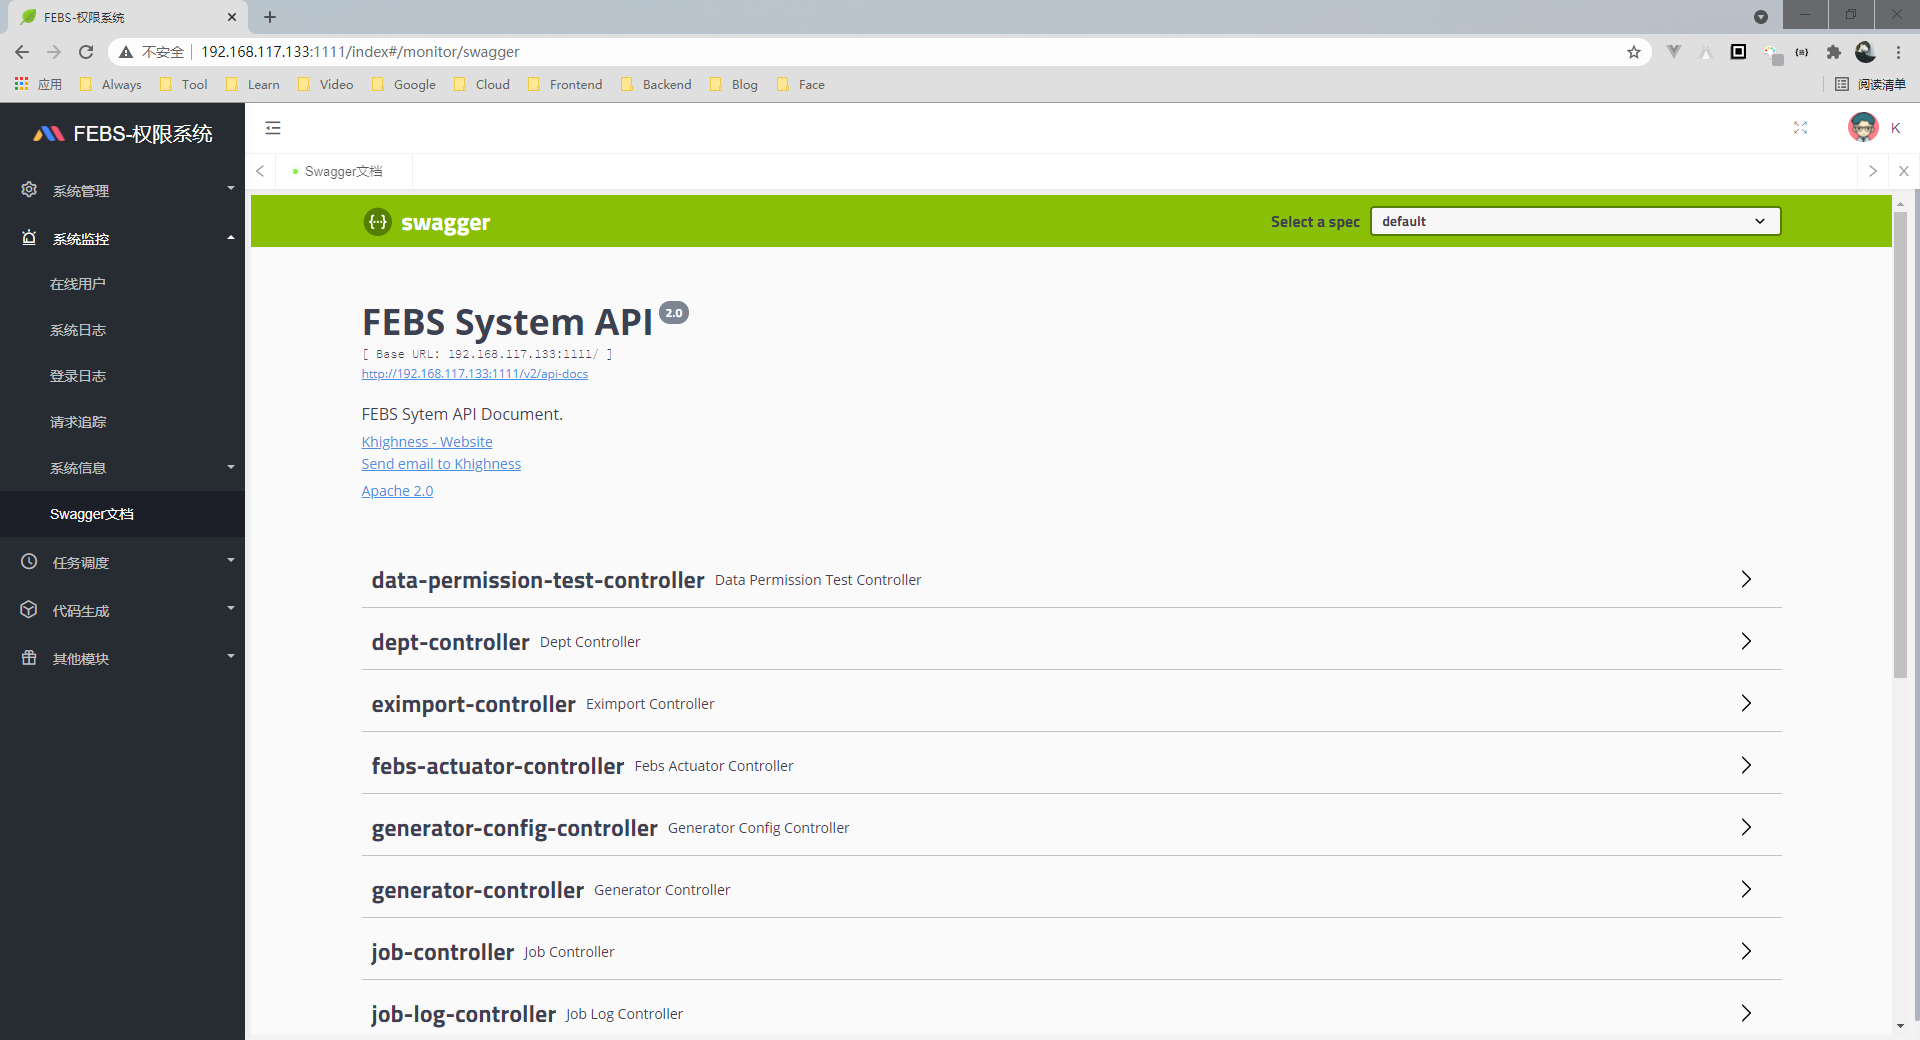 FEBS-权限系统
不安全 192.168.117.133:1111/index#/monitor/swagger
应用 Always Tool Learn Video Google Cloud Frontend Backend Blog Face 阅读清单
FEBS-权限系统
K
Swagger文档
系统管理
系统监控
在线用户
系统日志
登录日志
请求追踪
系统信息
Swagger文档
任务调度
代码生成
其他模块
{···} swagger
Select a spec default
FEBS System API 2.0
[ Base URL: 192.168.117.133:1111/ ]
http://192.168.117.133:1111/v2/api-docs
FEBS Sytem API Document.
Khighness - Website
Send email to Khighness
Apache 2.0
data-permission-test-controller Data Permission Test Controller
dept-controller Dept Controller
eximport-controller Eximport Controller
febs-actuator-controller Febs Actuator Controller
generator-config-controller Generator Config Controller
generator-controller Generator Controller
job-controller Job Controller
job-log-controller Job Log Controller